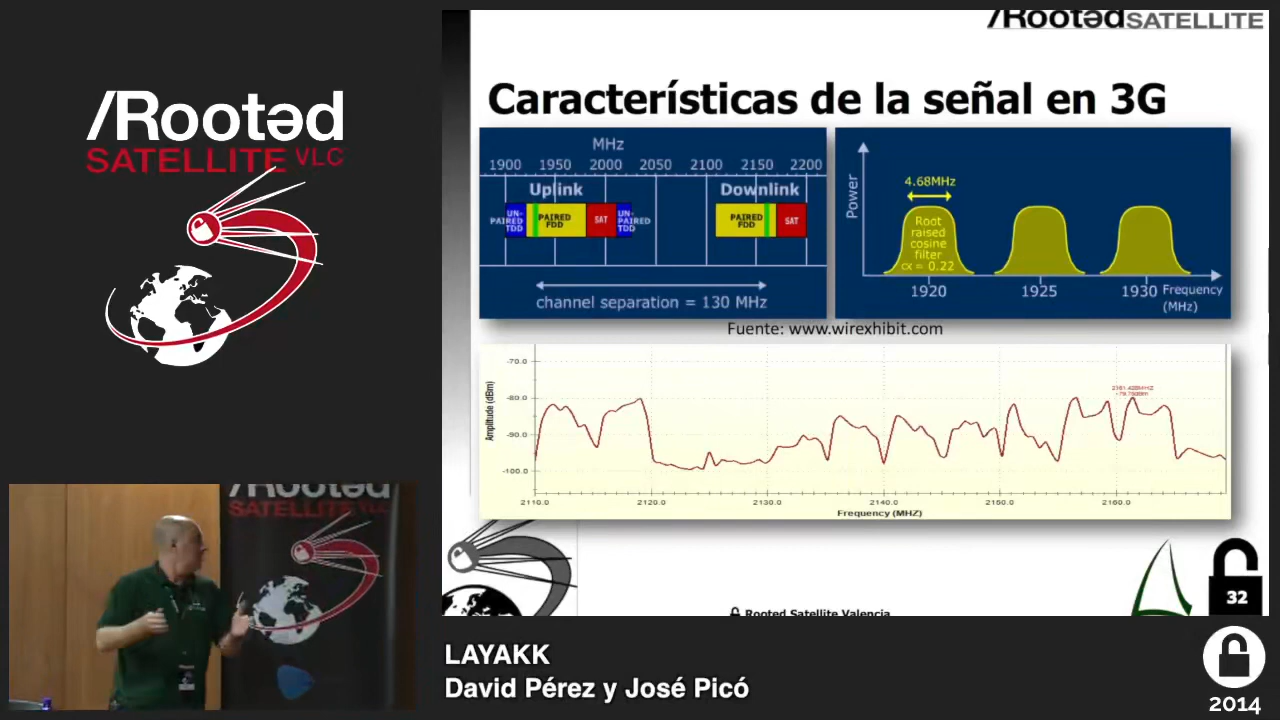 /Rootəd
SATELLITE VLC
/RootədSATELLITE
Características de la señal en 3G
MHz
1900 1950 2000 2050 2100 2150 2200
Uplink
Downlink
UN-
PAIRED
TDD
PAIRED
FDD
SAT
UN-
PAIRED
TDD
PAIRED
FDD
SAT
channel separation = 130 MHz
Power
4.68MHz
Root
raised
cosine
filter
α = 0.22
1920 1925 1930 Frequency
(MHz)
Fuente: www.wirexhibit.com
Amplitude (dBm)
-70.0
-80.0
-90.0
-100.0
2110.0 2120.0 2130.0 2140.0 2150.0 2160.0
Frequency (MHZ)
/Rootəd
SATELLITE VLC
Rooted Satellite Valencia
32
LAYAKK
David Pérez y José Picó
2014